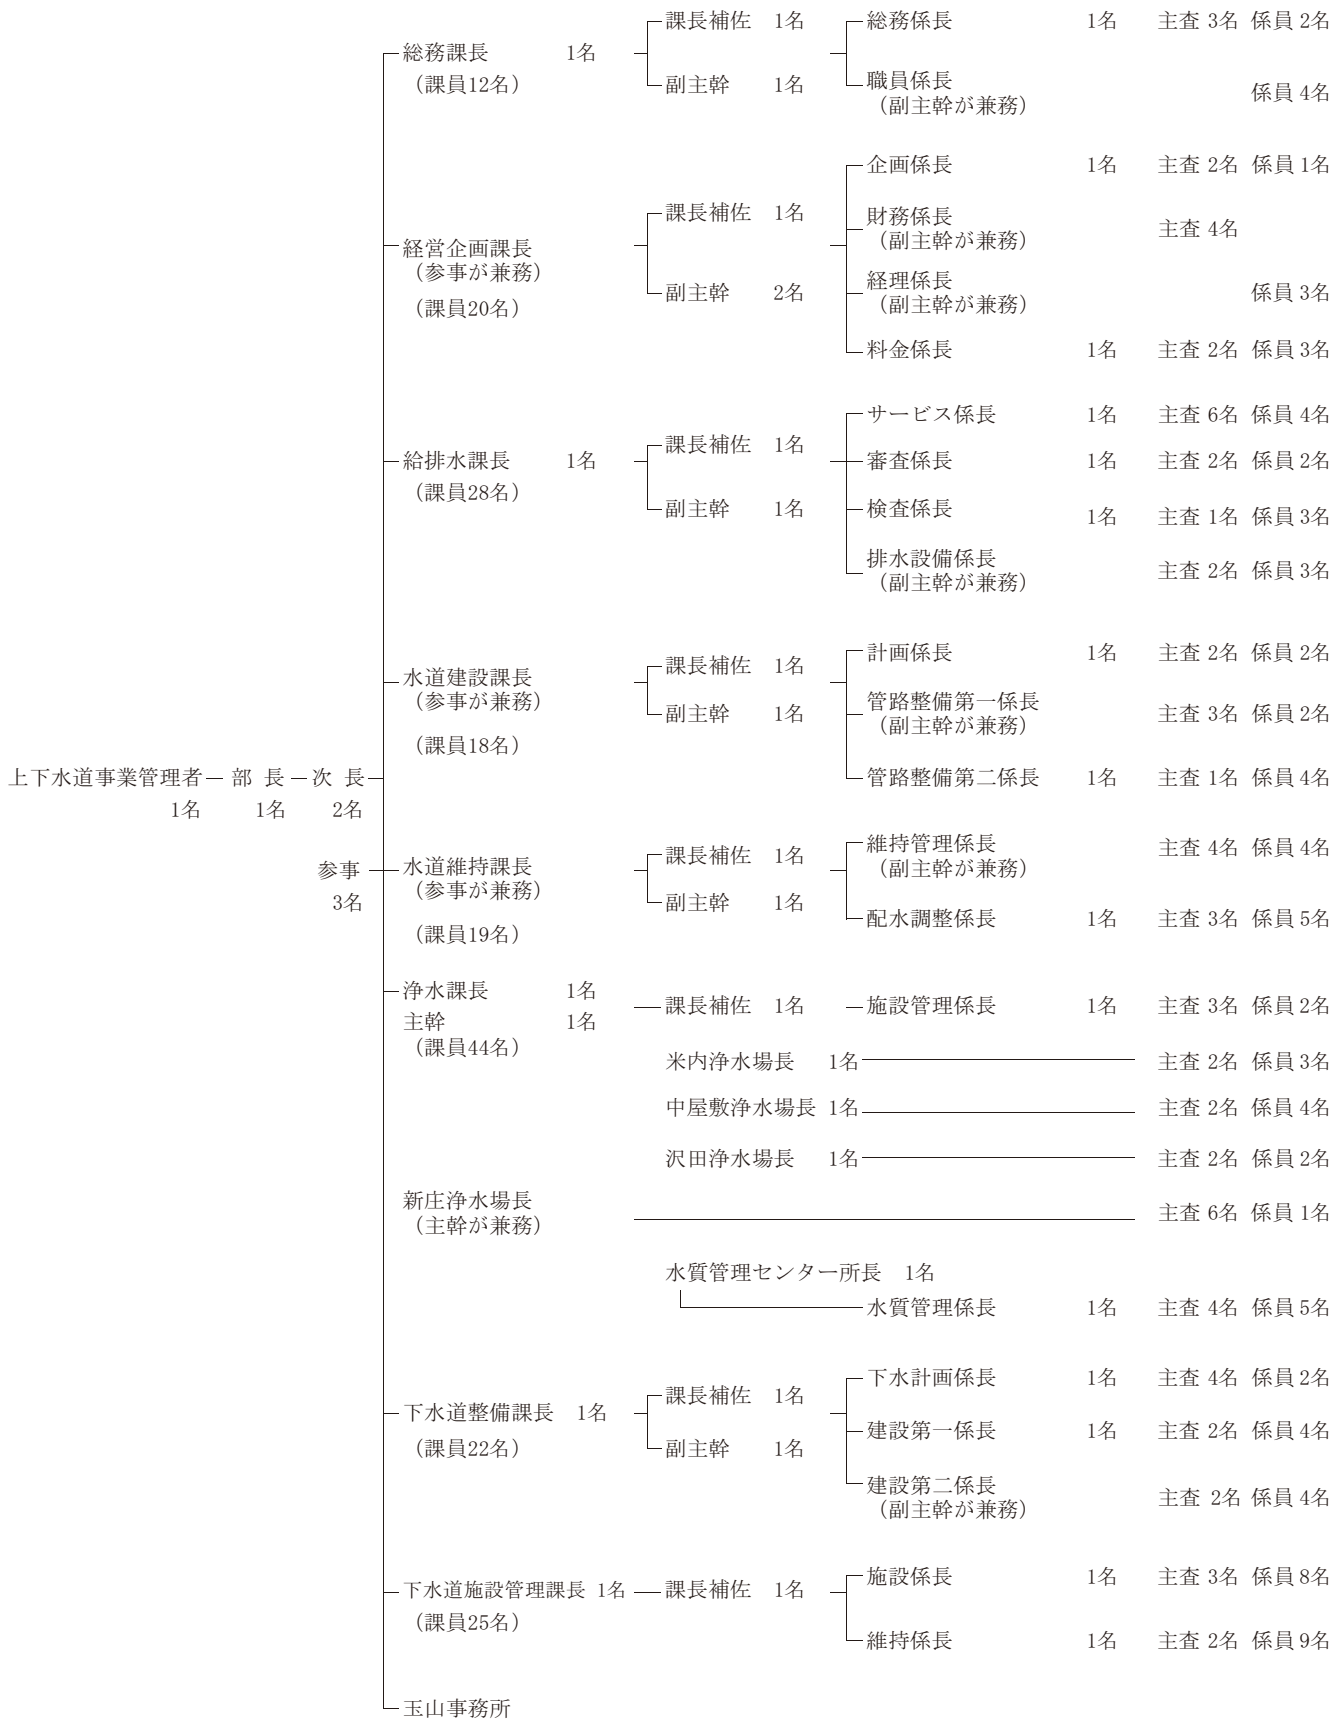 課長補佐 1名 総務係長 1名 主査 3名 係員 2名
総務課長 1名
（課員12名） 副主幹 1名 職員係長
（副主幹が兼務） 係員 4名
企画係長 1名 主査 2名 係員 1名
課長補佐 1名 財務係長
（副主幹が兼務） 主査 4名
経営企画課長
（参事が兼務）
（課員20名） 副主幹 2名 経理係長
（副主幹が兼務） 係員 3名
料金係長 1名 主査 2名 係員 3名
サービス係長 1名 主査 6名 係員 4名
課長補佐 1名
給排水課長 1名 審査係長 1名 主査 2名 係員 2名
（課員28名）
副主幹 1名 検査係長 1名 主査 1名 係員 3名
排水設備係長
（副主幹が兼務） 主査 2名 係員 3名
課長補佐 1名 計画係長 1名 主査 2名 係員 2名
水道建設課長
（参事が兼務）
（課員18名） 副主幹 1名 管路整備第一係長
（副主幹が兼務） 主査 3名 係員 2名
上下水道事業管理者 部 長 次 長 管路整備第二係長 1名 主査 1名 係員 4名
1名 1名 2名
課長補佐 1名 維持管理係長
（副主幹が兼務） 主査 4名 係員 4名
参事 水道維持課長
3名 （参事が兼務）
（課員19名） 副主幹 1名 配水調整係長 1名 主査 3名 係員 5名
浄水課長 1名
主幹 1名 課長補佐 1名 施設管理係長 1名 主査 3名 係員 2名
（課員44名）
米内浄水場長 1名 主査 2名 係員 3名
中屋敷浄水場長 1名 主査 2名 係員 4名
沢田浄水場長 1名 主査 2名 係員 2名
新庄浄水場長
（主幹が兼務） 主査 6名 係員 1名
水質管理センター所長 1名
水質管理係長 1名 主査 4名 係員 5名
課長補佐 1名 下水計画係長 1名 主査 4名 係員 2名
下水道整備課長 1名
（課員22名） 副主幹 1名 建設第一係長 1名 主査 2名 係員 4名
建設第二係長
（副主幹が兼務） 主査 2名 係員 4名
下水道施設管理課長 1名 課長補佐 1名 施設係長 1名 主査 3名 係員 8名
（課員25名）
維持係長 1名 主査 2名 係員 9名
玉山事務所